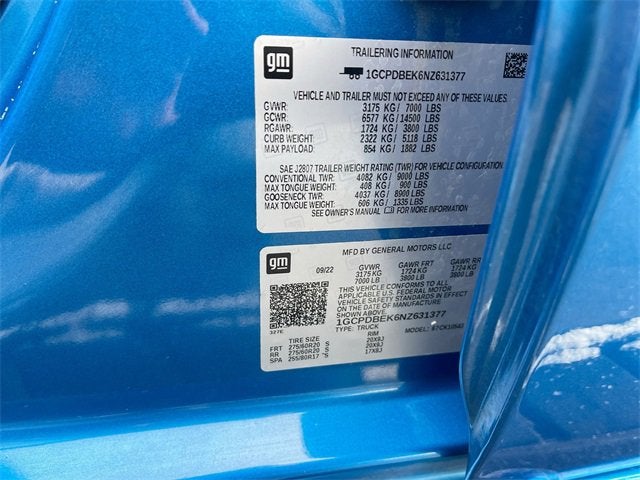 gm
TRAILERING INFORMATION
1GCPDBEK6NZ631377
VEHICLE AND TRAILER MUST NOT EXCEED ANY OF THESE VALUES
GVWR: 3175 KG / 7000 LBS
GCWR: 6577 KG / 14500 LBS
RGAWR: 1724 KG / 3800 LBS
CURB WEIGHT: 2322 KG / 5118 LBS
MAX PAYLOAD: 854 KG / 1882 LBS
SAE J2807 TRAILER WEIGHT RATING (TWR) FOR VEHICLE CONFIGURATION
CONVENTIONAL TWR: 4082 KG / 9000 LBS
MAX TONGUE WEIGHT: 408 KG / 900 LBS
GOOSENECK TWR: 4037 KG / 8900 LBS
MAX TONGUE WEIGHT: 606 KG / 1335 LBS
SEE OWNER'S MANUAL FOR MORE INFORMATION
gm
MFD BY GENERAL MOTORS LLC
09/22 GVWR GAWR FRT GAWR RR
3175 KG 1724 KG 1724 KG
7000 LB 3800 LB 3800 LB
THIS VEHICLE CONFORMS TO ALL
APPLICABLE U.S. FEDERAL MOTOR
VEHICLE SAFETY STANDARDS IN EFFECT
ON THE DATE OF MANUFACTURE SHOWN ABOVE.
1GCPDBEK6NZ631377
327E TYPE: TRUCK
TIRE SIZE RIM
FRT 275/60R20 S 20X9J
RR 275/60R20 S 20X9J
SPA 255/80R17 S 17X8J